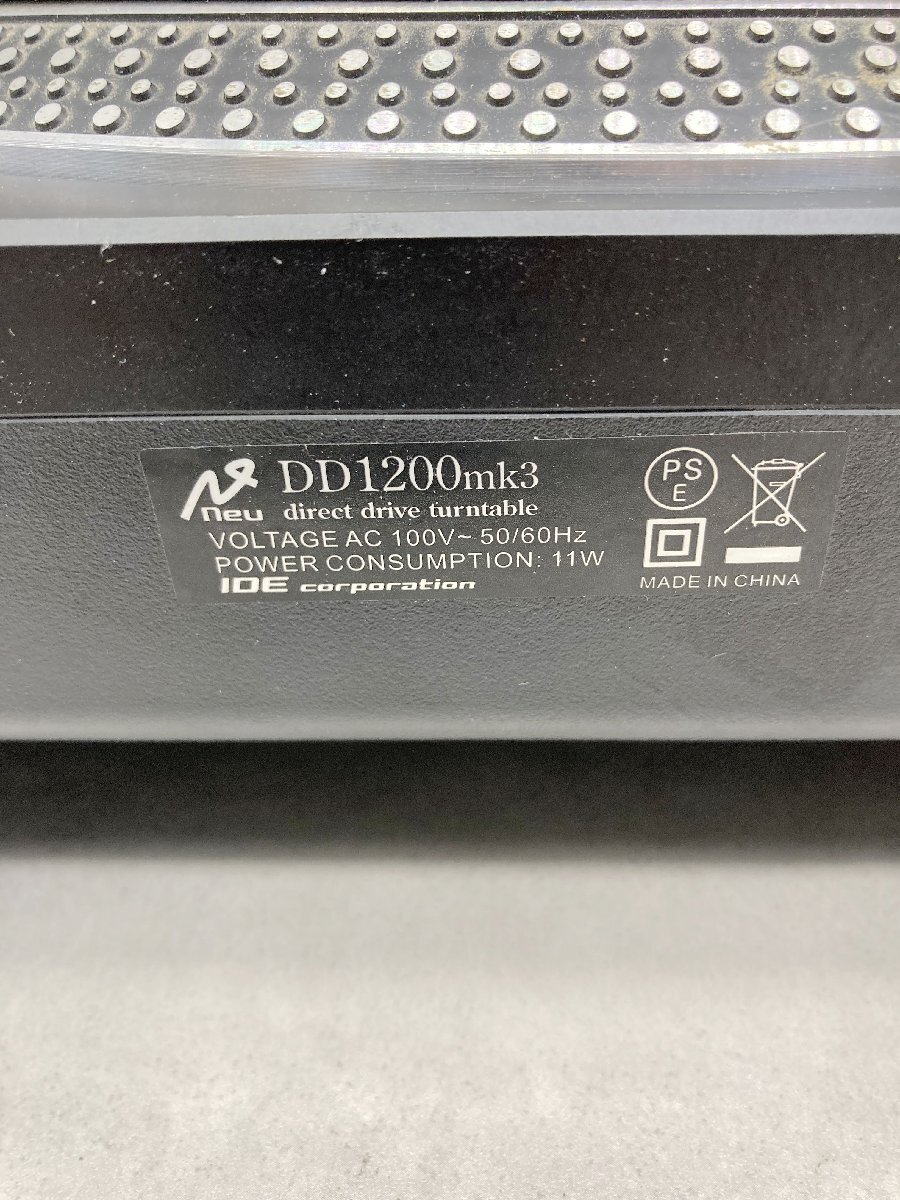 neu DD1200mk3
direct drive turntable
VOLTAGE AC 100V~ 50/60Hz
POWER CONSUMPTION: 11W
IDE corporation
PS
E
MADE IN CHINA